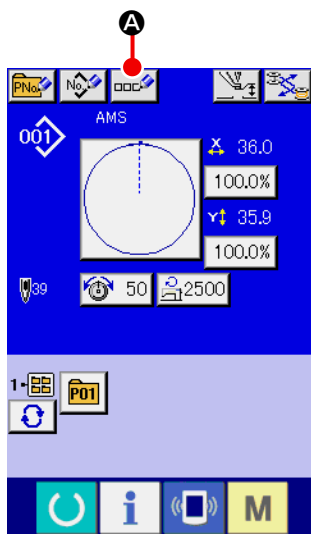 A
PNo. No.
AMS
001 X 36.0
100.0%
Y 35.9
100.0%
39 50 2500
1
P01
i M